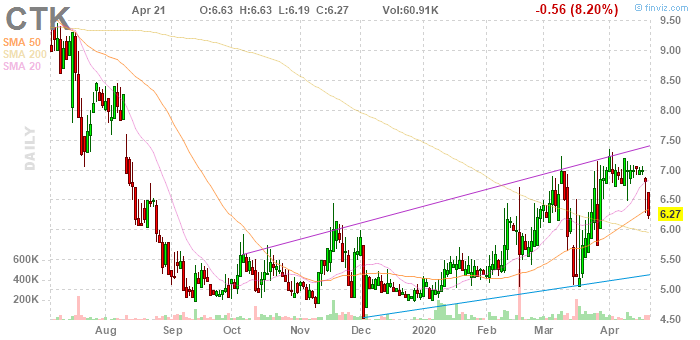 © finviz.com
CTK
Apr 21 O:6.63 H:6.63 L:6.19 C:6.27 Vol:60.91K -0.56 (8.20%)
SMA 50
SMA 200
SMA 20
DAILY
9.50
9.00
8.50
8.00
7.50
7.00
6.50
6.27
6.00
5.50
5.00
4.50
600K
400K
200K
Aug Sep Oct Nov Dec 2020 Feb Mar Apr